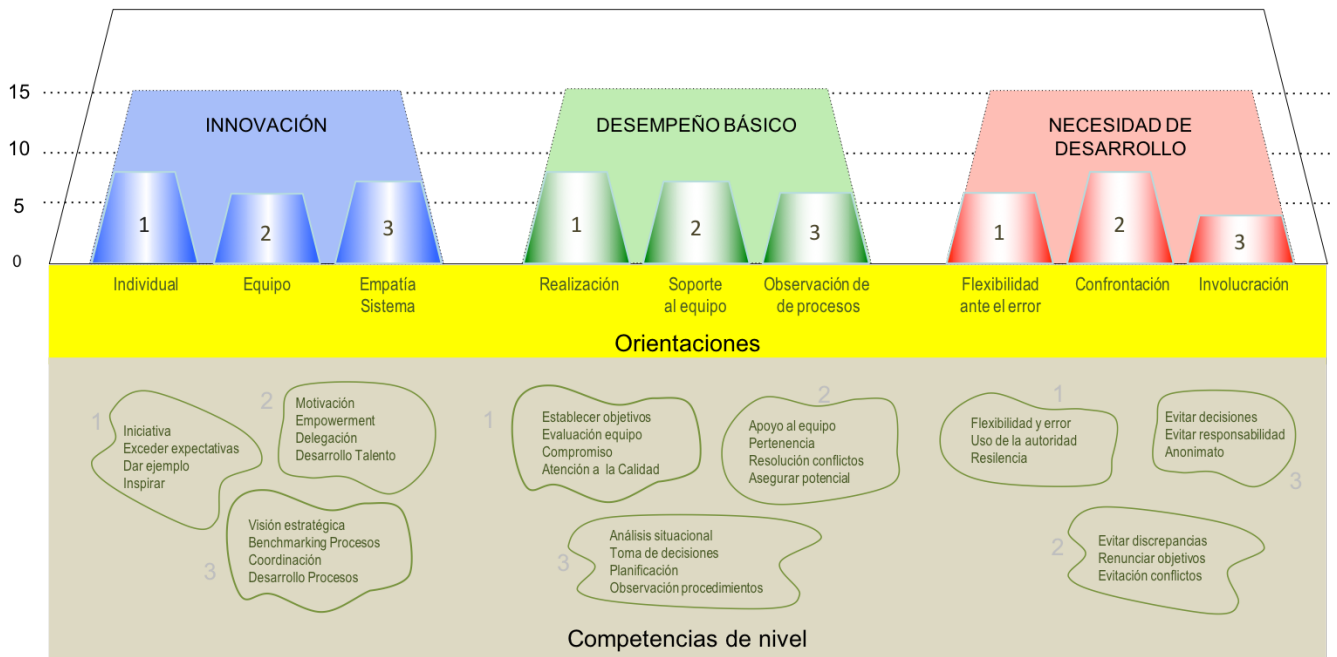 15
10
5
0
INNOVACIÓN
1
2
3
DESEMPEÑO BÁSICO
1
2
3
NECESIDAD DE
DESARROLLO
1
2
3
Individual
Equipo
Empatía
Sistema
Realización
Soporte
al equipo
Observación de
de procesos
Flexibilidad
ante el error
Confrontación
Involucración
Orientaciones
1
Iniciativa
Exceder expectativas
Dar ejemplo
Inspirar
2
Motivación
Empowerment
Delegación
Desarrollo Talento
3
Visión estratégica
Benchmarking Procesos
Coordinación
Desarrollo Procesos
1
Establecer objetivos
Evaluación equipo
Compromiso
Atención a la Calidad
2
Apoyo al equipo
Pertenencia
Resolución conflictos
Asegurar potencial
3
Análisis situacional
Toma de decisiones
Planificación
Observación procedimientos
1
Flexibilidad y error
Uso de la autoridad
Resilencia
Evitar decisiones
Evitar responsabilidad
Anonimato
3
2
Evitar discrepancias
Renunciar objetivos
Evitación conflictos
Competencias de nivel